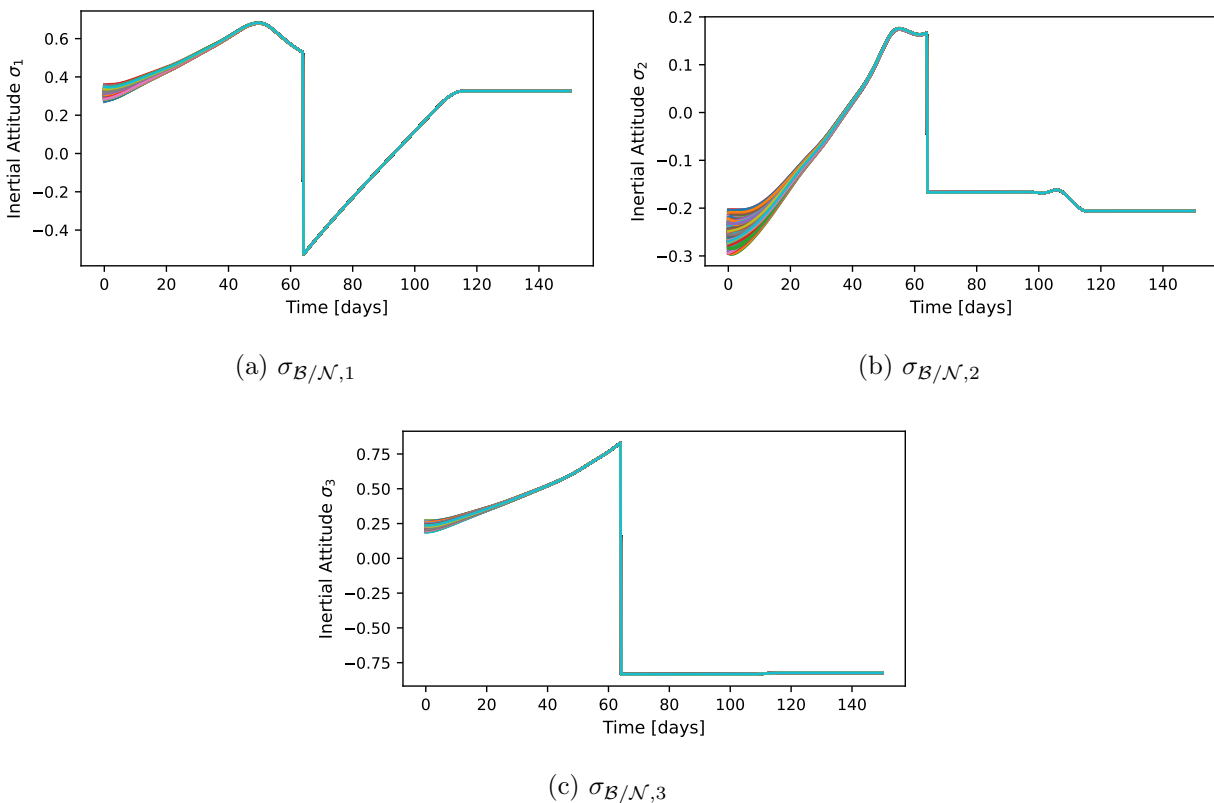 Inertial Attitude σ1
0.6
0.4
0.2
0.0
−0.2
−0.4
0 20 40 60 80 100 120 140
Time [days]
(a) σB/N,1
Inertial Attitude σ2
0.2
0.1
0.0
−0.1
−0.2
−0.3
0 20 40 60 80 100 120 140
Time [days]
(b) σB/N,2
Inertial Attitude σ3
0.75
0.50
0.25
0.00
−0.25
−0.50
−0.75
0 20 40 60 80 100 120 140
Time [days]
(c) σB/N,3